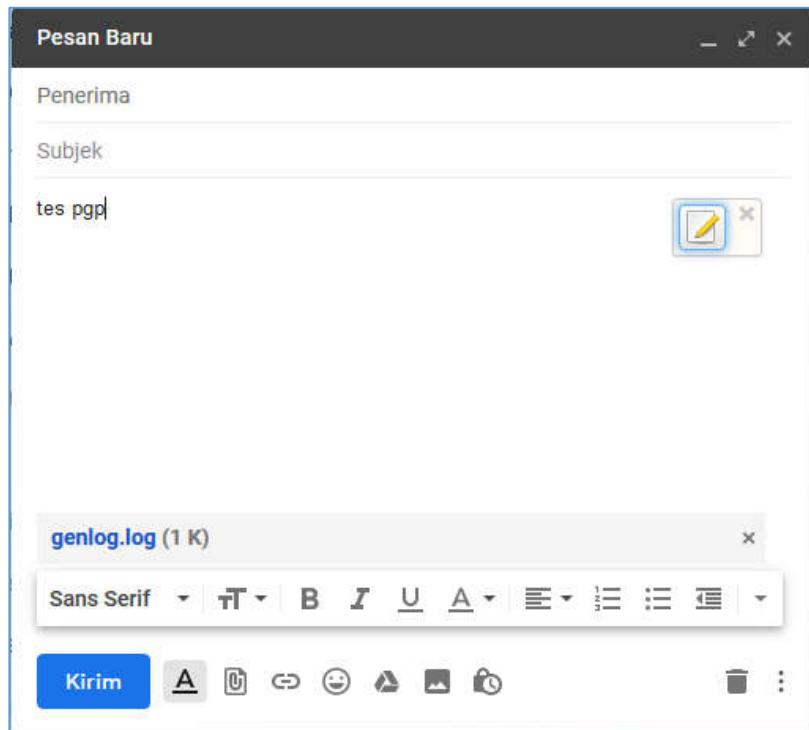 Pesan Baru
Penerima
Subjek
tes pgp
genlog.log (1 K)
Sans Serif
Kirim